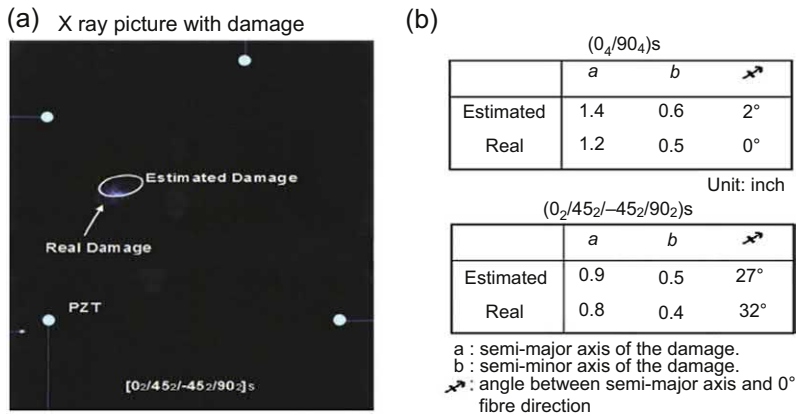 (a) X ray picture with damage
Estimated Damage
Real Damage
PZT
[0₂/45₂/-45₂/90₂]s
(b)
(0₄/90₄)s
a b
Estimated 1.4 0.6 2°
Real 1.2 0.5 0°
Unit: inch
(0₂/45₂/–45₂/90₂)s
a b
Estimated 0.9 0.5 27°
Real 0.8 0.4 32°
a : semi-major axis of the damage.
b : semi-minor axis of the damage.
: angle between semi-major axis and 0°
fibre direction